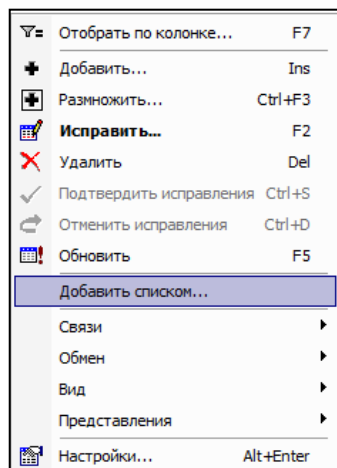 Отобрать по колонке... F7
Добавить... Ins
Размножить... Ctrl+F3
Исправить... F2
Удалить Del
Подтвердить исправления Ctrl+S
Отменить исправления Ctrl+D
Обновить F5
Добавить списком...
Связи
Обмен
Вид
Представления
Настройки... Alt+Enter